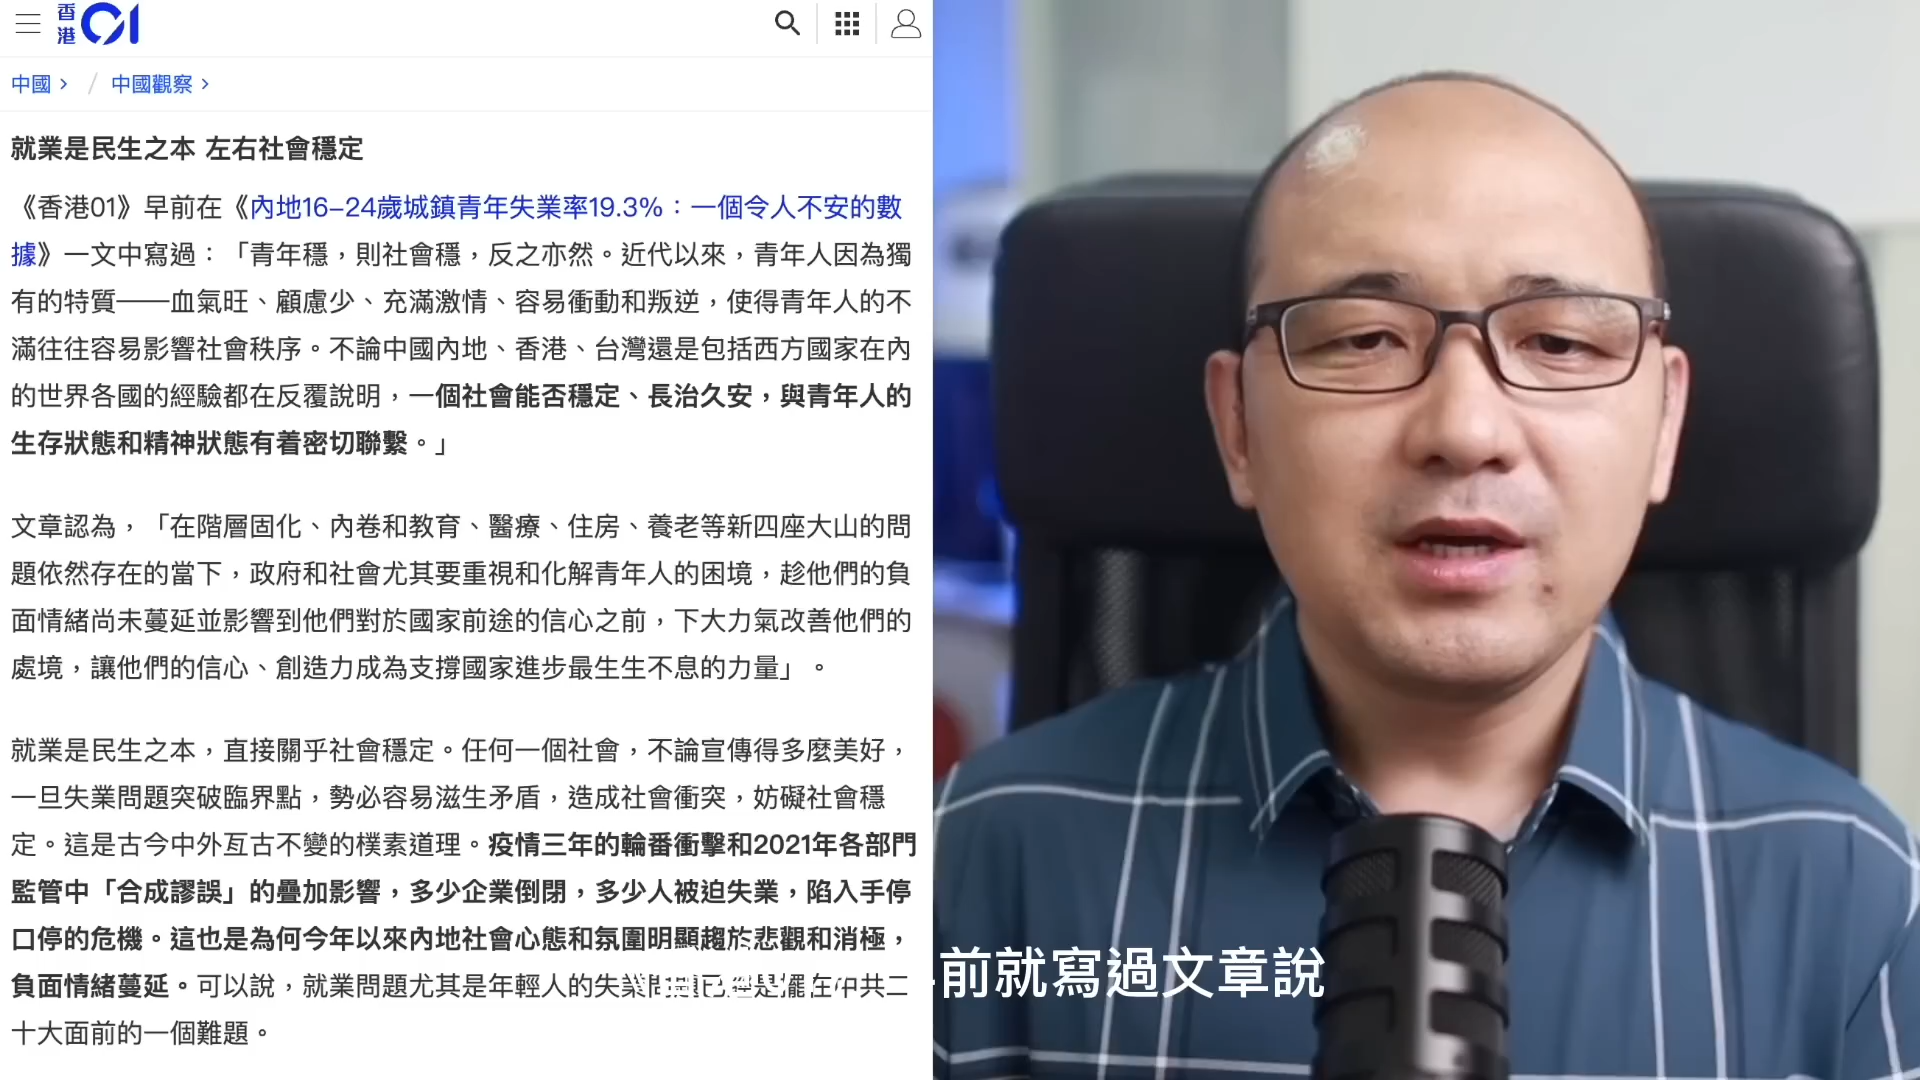 香港01
中國 › / 中國觀察 ›
就業是民生之本 左右社會穩定
《香港01》早前在《內地16-24歲城鎮青年失業率19.3%：一個令人不安的數
據》一文中寫過：「青年穩，則社會穩，反之亦然。近代以來，青年人因為獨
有的特質——血氣旺、顧慮少、充滿激情、容易衝動和叛逆，使得青年人的不
滿往往容易影響社會秩序。不論中國內地、香港、台灣還是包括西方國家在內
的世界各國的經驗都在反覆說明，一個社會能否穩定、長治久安，與青年人的
生存狀態和精神狀態有着密切聯繫。」
文章認為，「在階層固化、內卷和教育、醫療、住房、養老等新四座大山的問
題依然存在的當下，政府和社會尤其要重視和化解青年人的困境，趁他們的負
面情緒尚未蔓延並影響到他們對於國家前途的信心之前，下大力氣改善他們的
處境，讓他們的信心、創造力成為支撐國家進步最生生不息的力量」。
就業是民生之本，直接關乎社會穩定。任何一個社會，不論宣傳得多麼美好，
一旦失業問題突破臨界點，勢必容易滋生矛盾，造成社會衝突，妨礙社會穩
定。這是古今中外亙古不變的樸素道理。疫情三年的輪番衝擊和2021年各部門
監管中「合成謬誤」的疊加影響，多少企業倒閉，多少人被迫失業，陷入手停
口停的危機。這也是為何今年以來內地社會心態和氛圍明顯趨於悲觀和消極，
負面情緒蔓延。可以說，就業問題尤其是年輕人的失業問題已經是擺在中共二
十大面前的一個難題。
前就寫過文章說